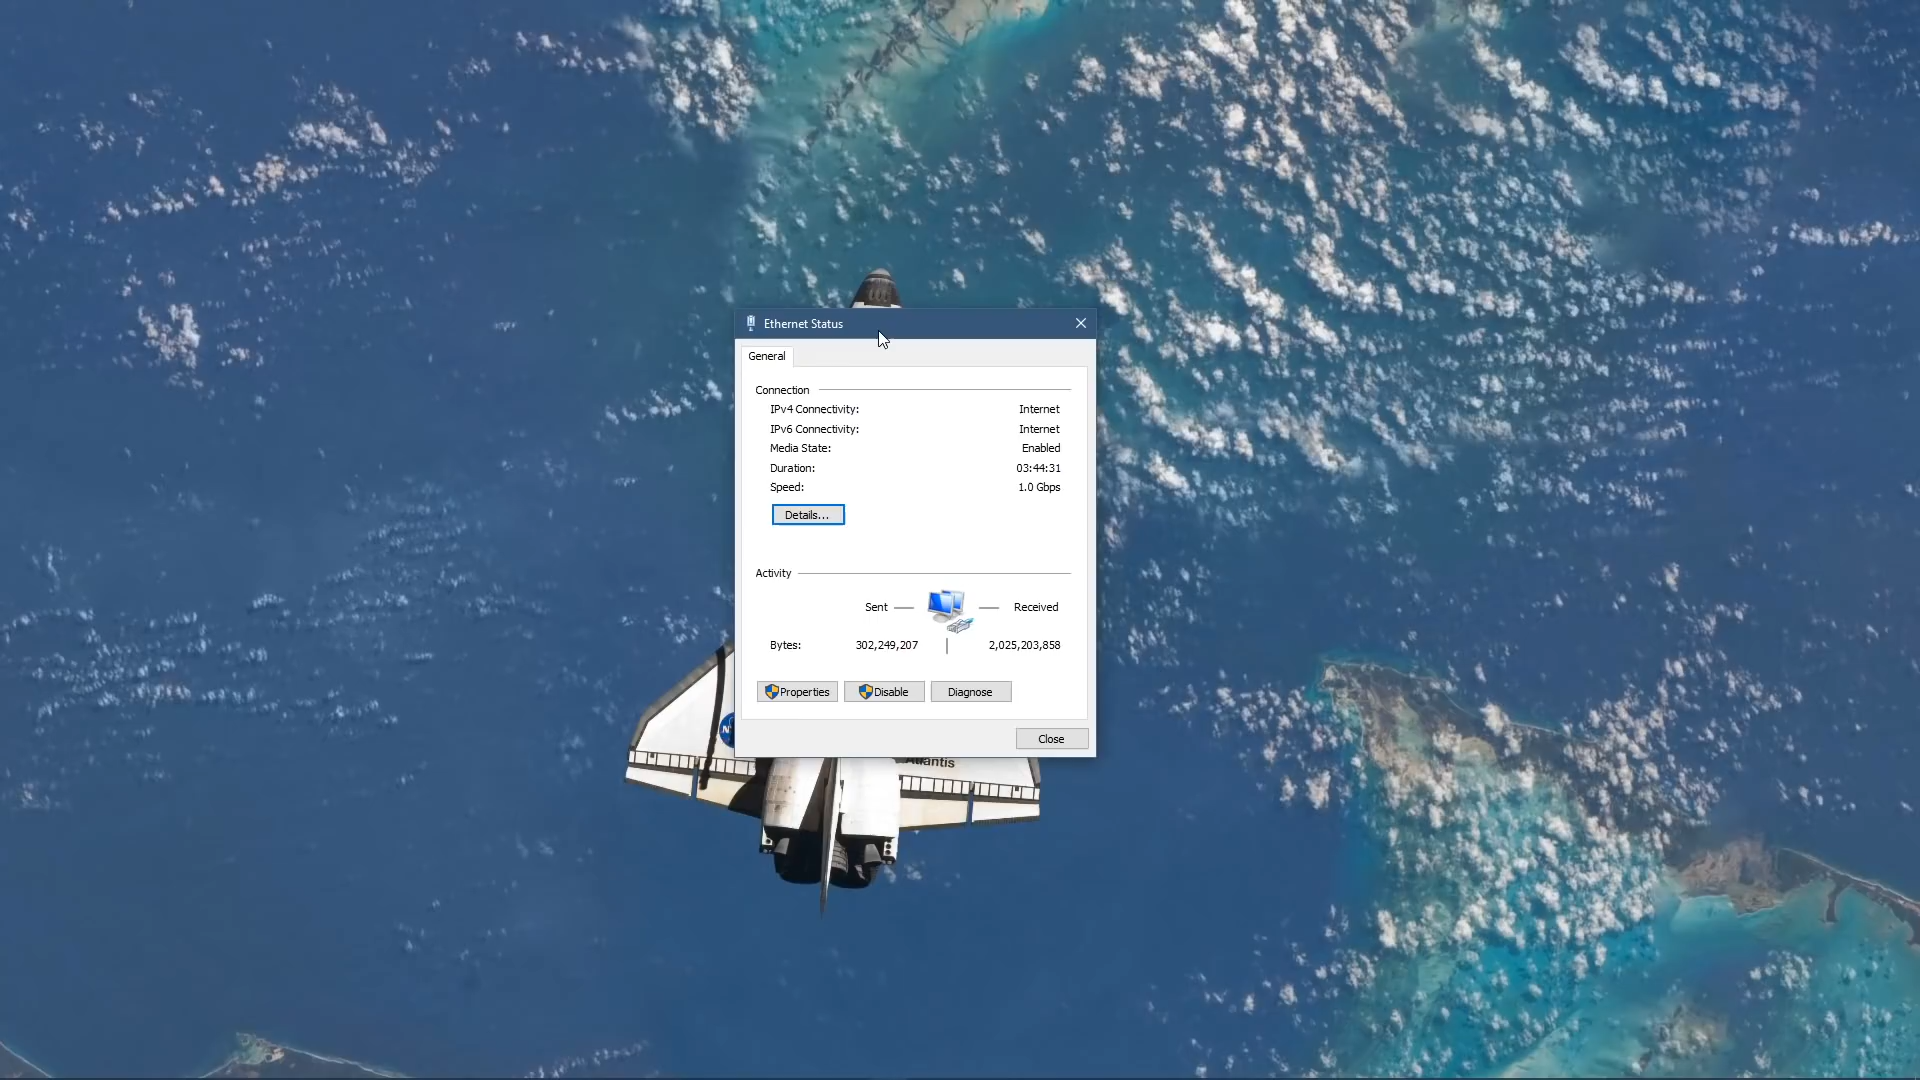 Ethernet Status
General
Connection
IPv4 Connectivity: Internet
IPv6 Connectivity: Internet
Media State: Enabled
Duration: 03:44:31
Speed: 1.0 Gbps
Details...
Activity
Sent Received
Bytes: 302,249,207 2,025,203,858
Properties Disable Diagnose
Close
Atlantis